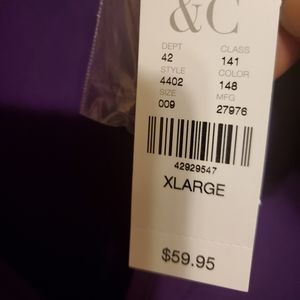 &C
DEPT CLASS
42 141
STYLE COLOR
4402 148
SIZE MFG
009 27976
42929547
XLARGE
$59.95